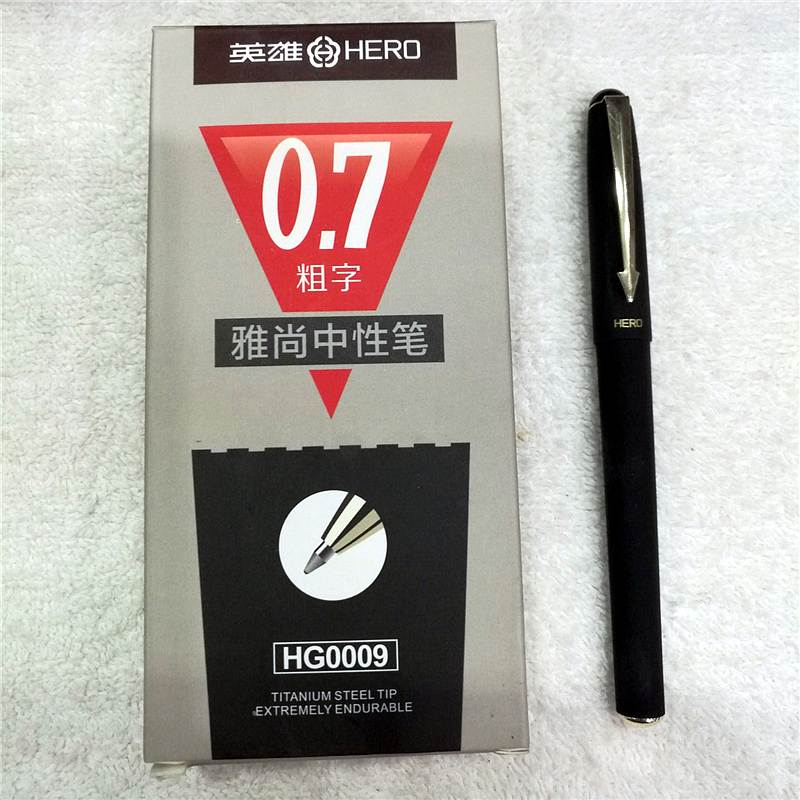 英雄 HERO
0.7
粗字
雅尚中性笔
HG0009
TITANIUM STEEL TIP
EXTREMELY ENDURABLE
HERO